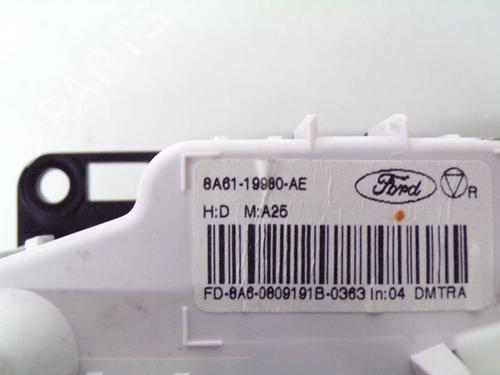 8A61-19980-AE
Ford
R
H:D M:A25
FD-8A6-0809191B-0363 In:04 DMTRA